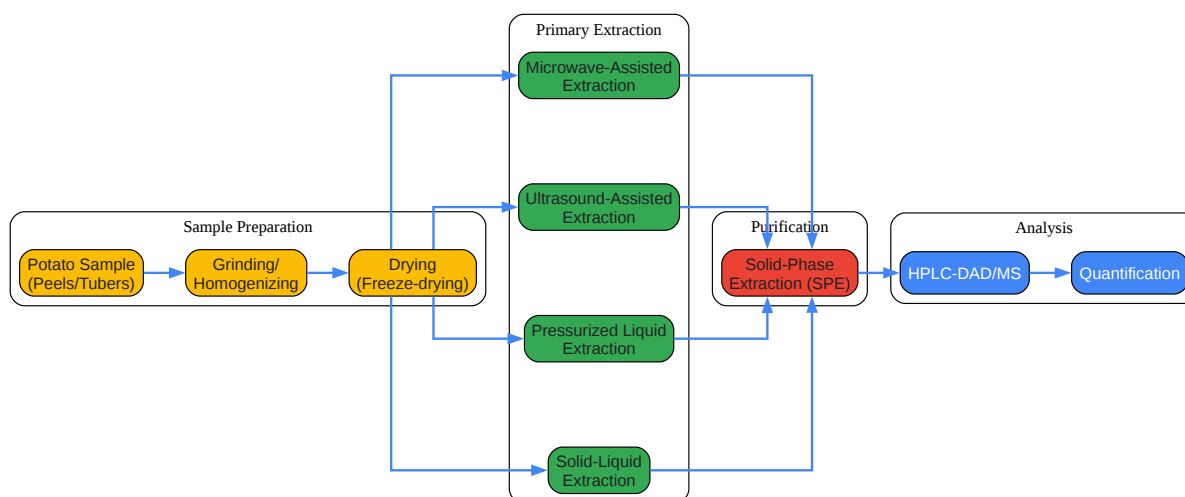 Primary Extraction
Microwave-Assisted
Extraction
Ultrasound-Assisted
Extraction
Pressurized Liquid
Extraction
Solid-Liquid
Extraction
Sample Preparation
Potato Sample
(Peels/Tubers)
Grinding/
Homogenizing
Drying
(Freeze-drying)
Purification
Solid-Phase
Extraction (SPE)
Analysis
HPLC-DAD/MS
Quantification